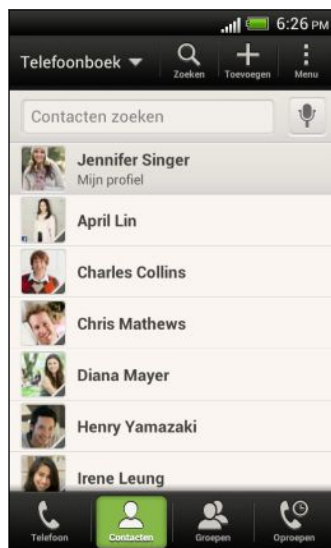 6:26 PM
Telefoonboek
Zoeken
Toevoegen
Menu
Contacten zoeken
Jennifer Singer
Mijn profiel
April Lin
Charles Collins
Chris Mathews
Diana Mayer
Henry Yamazaki
Irene Leung
Telefoon
Contacten
Groepen
Oproepen